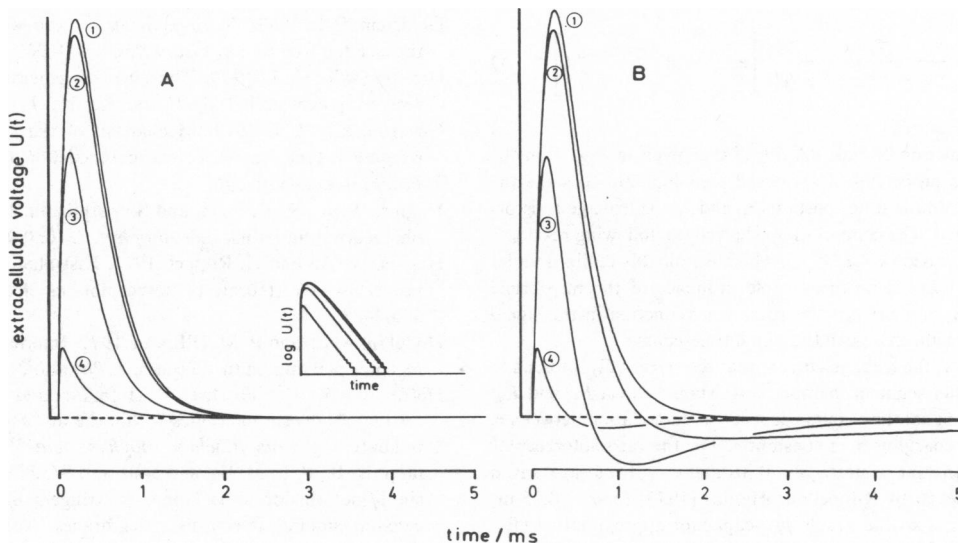 A
①
②
③
④
extracellular voltage U(t)
log U(t)
time
0 1 2 3 4 5
B
①
②
③
④
0 1 2 3 4 5
time / ms